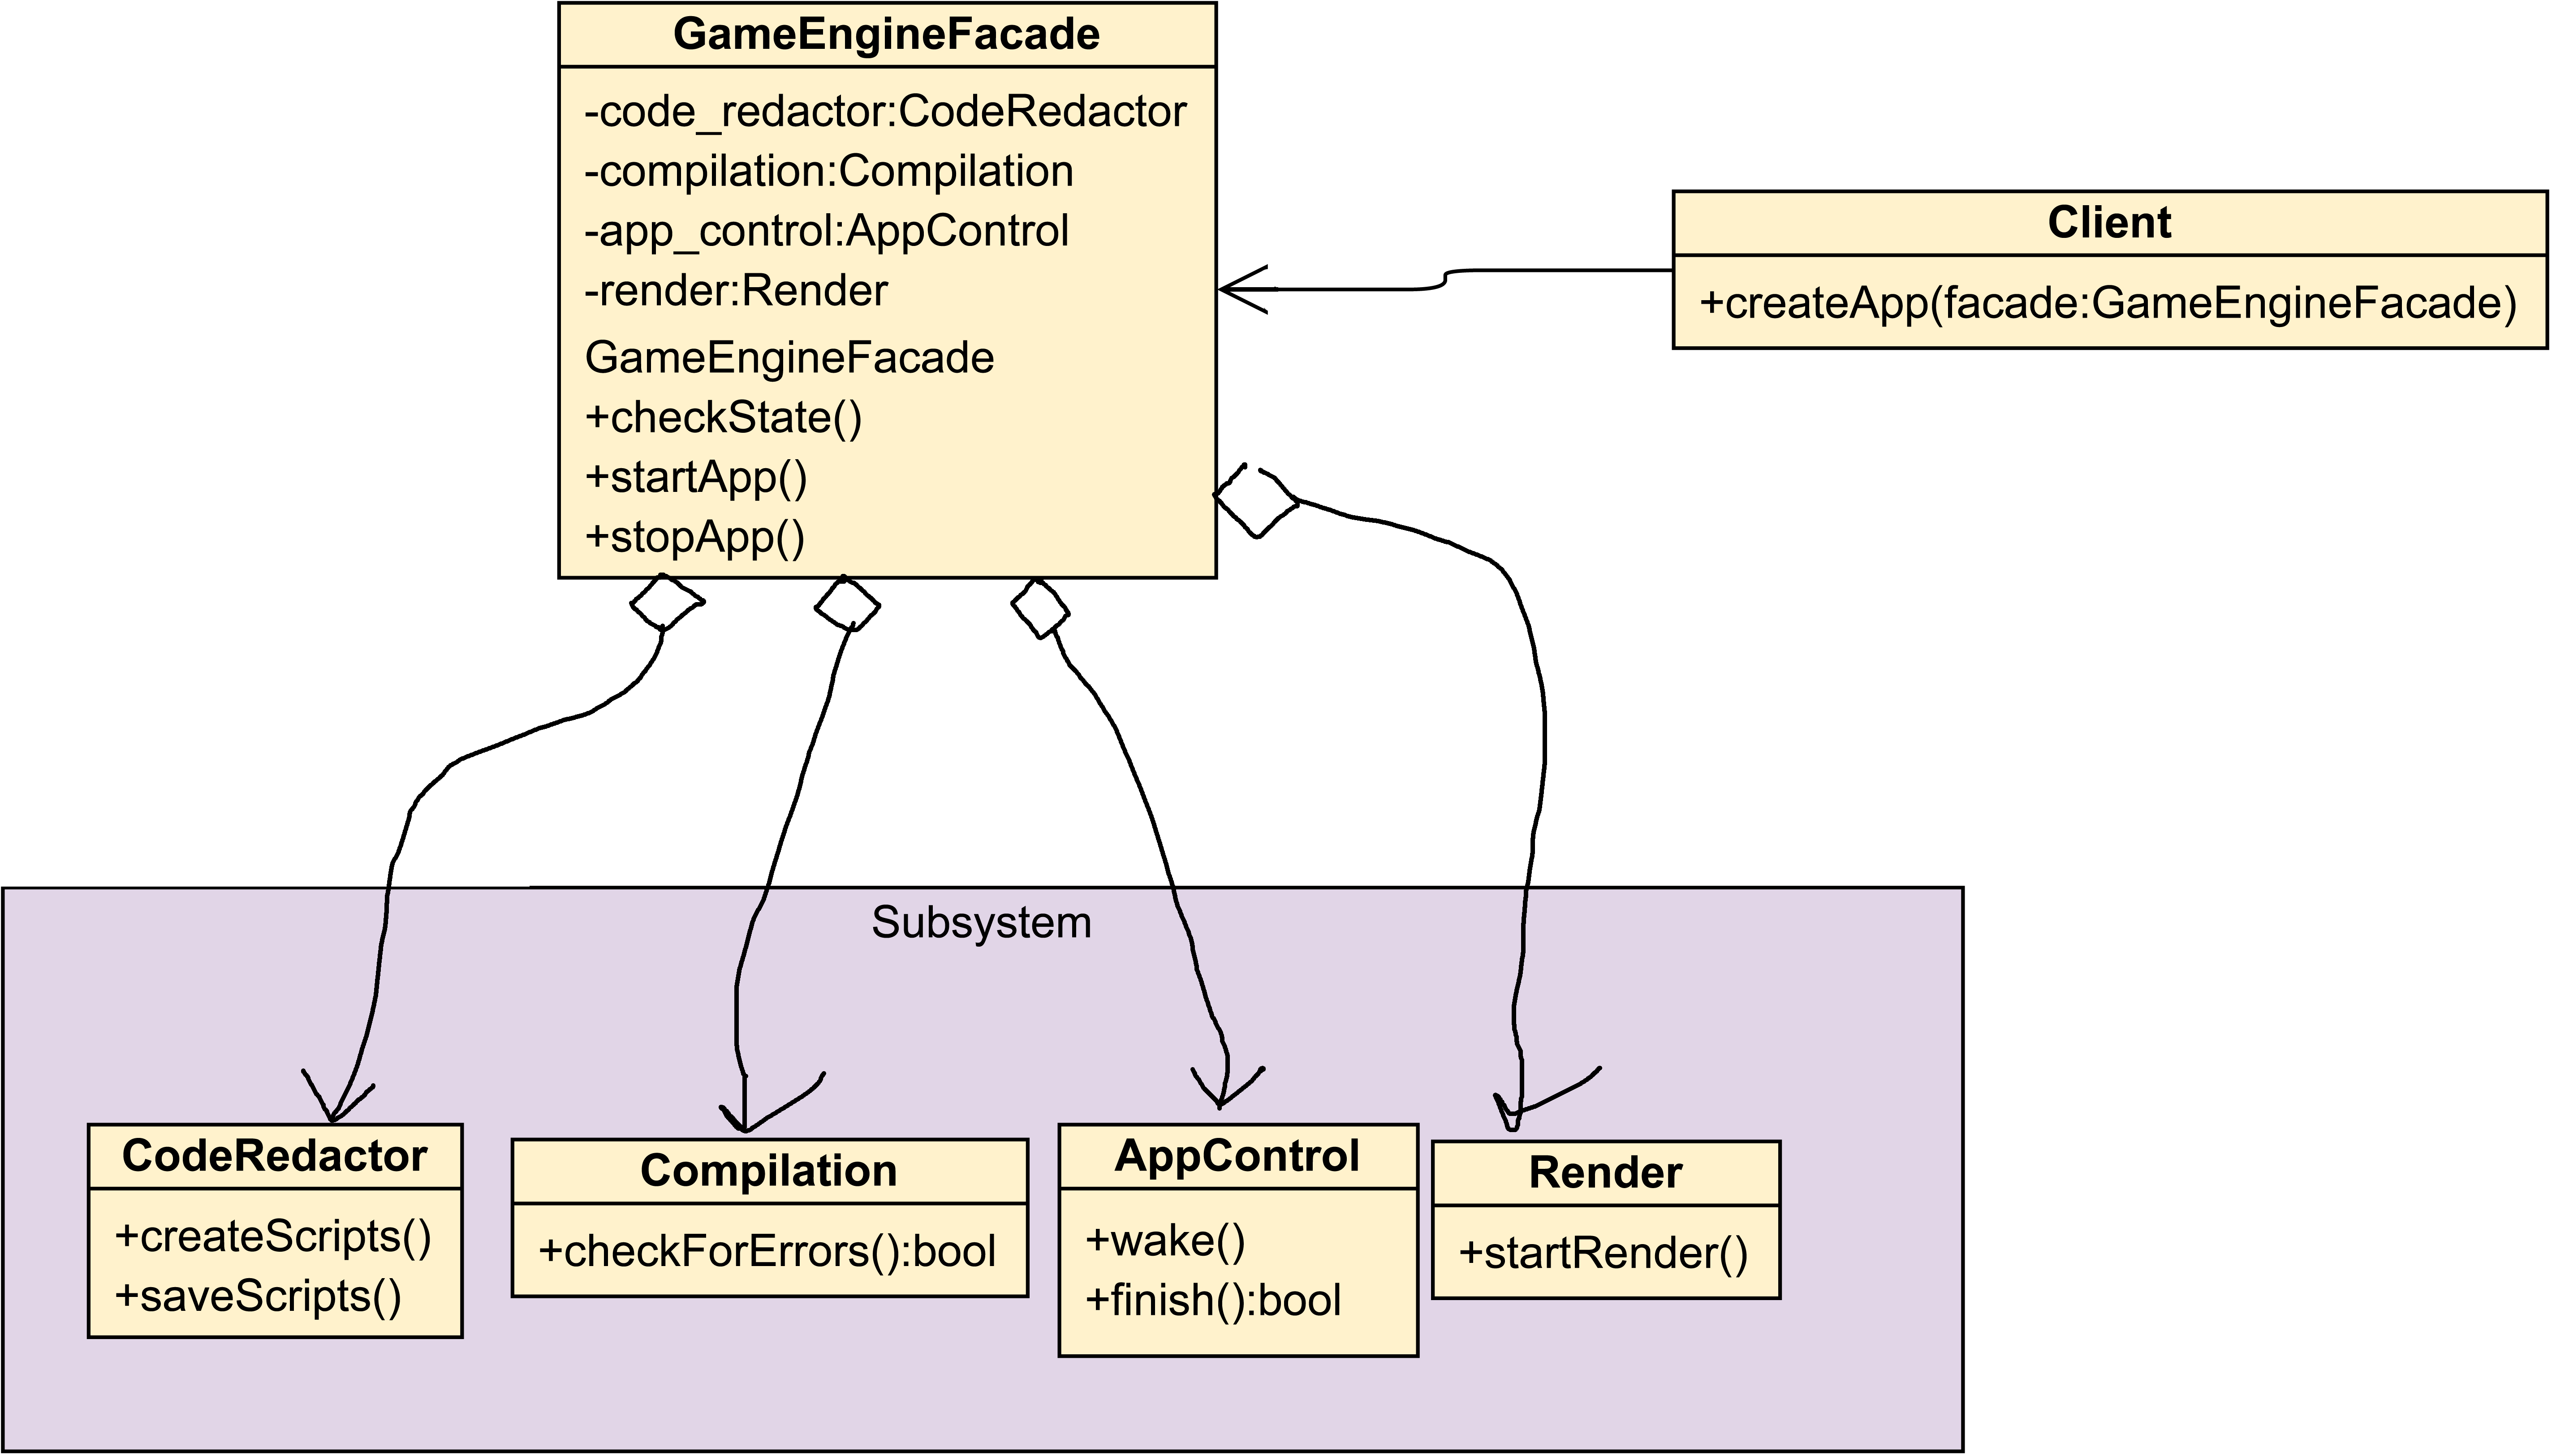 GameEngineFacade
-code_redactor:CodeRedactor
-compilation:Compilation
-app_control:AppControl
-render:Render
GameEngineFacade
+checkState()
+startApp()
+stopApp()
Client
+createApp(facade:GameEngineFacade)
Subsystem
CodeRedactor
+createScripts()
+saveScripts()
Compilation
+checkForErrors():bool
AppControl
+wake()
+finish():bool
Render
+startRender()